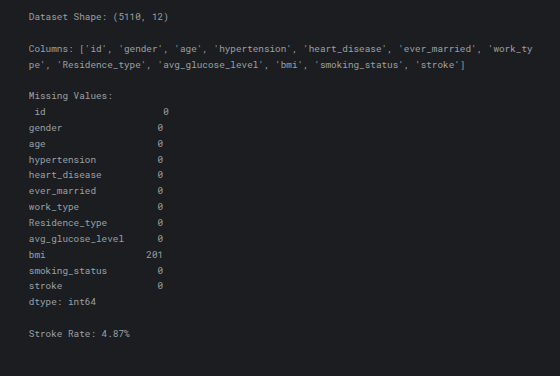 Dataset Shape: (5110, 12)
Columns: ['id', 'gender', 'age', 'hypertension', 'heart_disease', 'ever_married', 'work_ty
pe', 'Residence_type', 'avg_glucose_level', 'bmi', 'smoking_status', 'stroke']
Missing Values:
id 0
gender 0
age 0
hypertension 0
heart_disease 0
ever_married 0
work_type 0
Residence_type 0
avg_glucose_level 0
bmi 201
smoking_status 0
stroke 0
dtype: int64
Stroke Rate: 4.87%